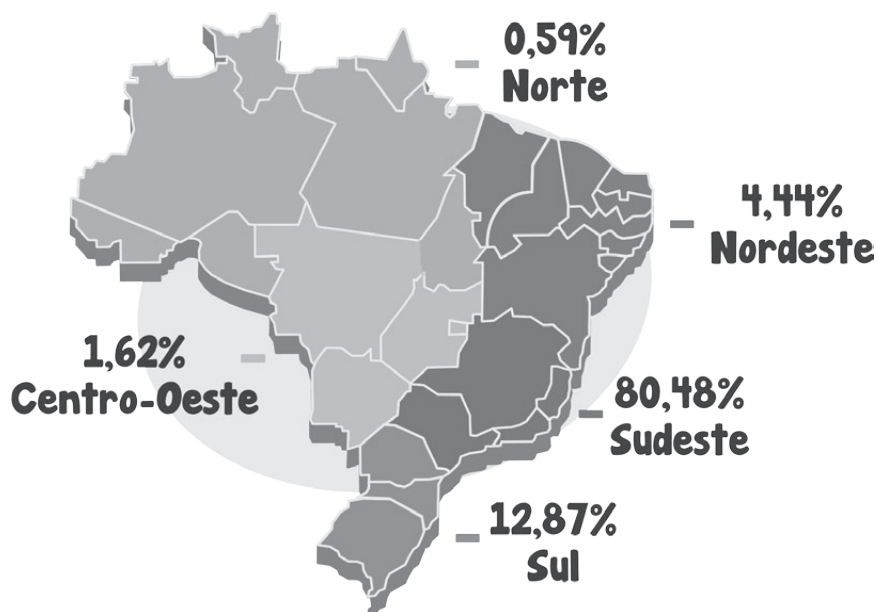 0,59%
Norte
4,44%
Nordeste
1,62%
Centro-Oeste
80,48%
Sudeste
12,87%
Sul